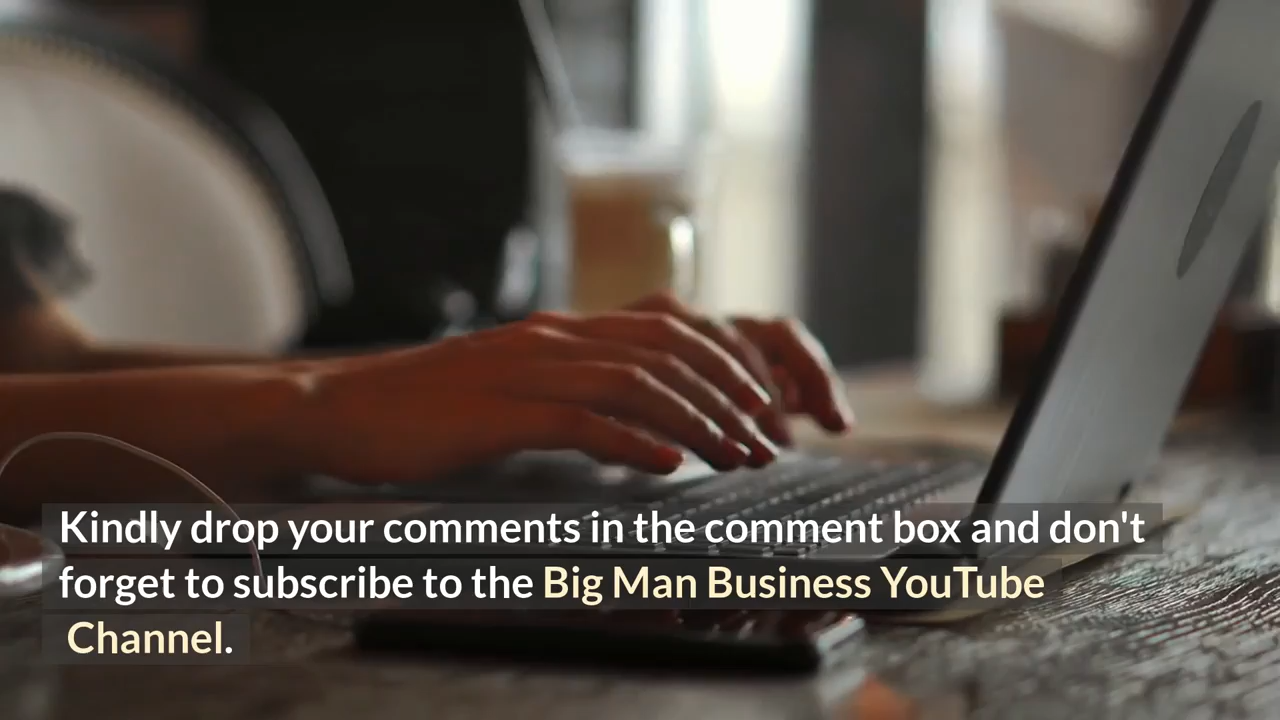 Kindly drop your comments in the comment box and don't
forget to subscribe to the Big Man Business YouTube
Channel.